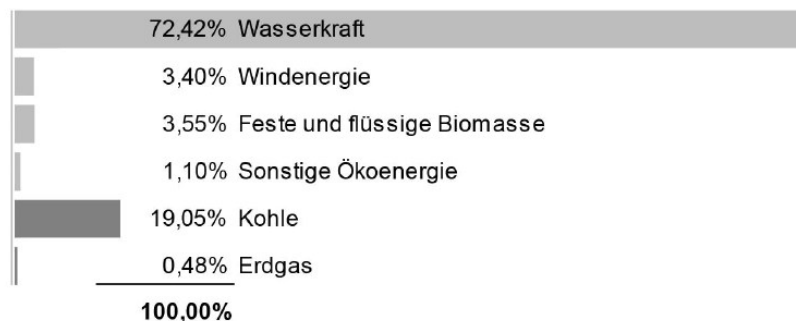 72,42% Wasserkraft
3,40% Windenergie
3,55% Feste und flüssige Biomasse
1,10% Sonstige Ökoenergie
19,05% Kohle
0,48% Erdgas
100,00%